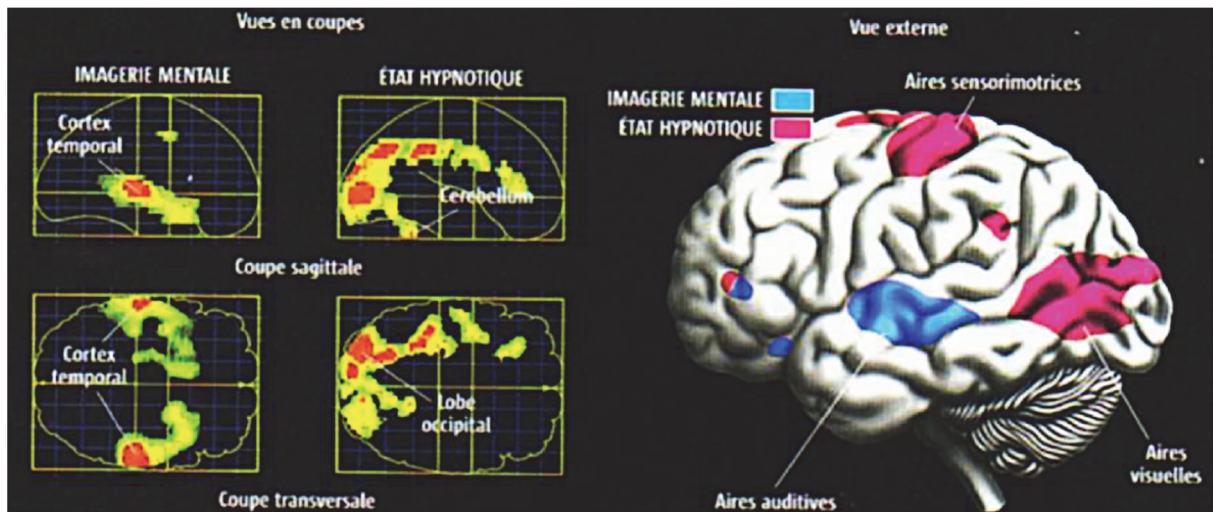 Vues en coupes
IMAGERIE MENTALE
ÉTAT HYPNOTIQUE
Cortex
temporal
Cerebellum
Coupe sagittale
Cortex
temporal
Lobe
occipital
Coupe transversale
Vue externe
Aires sensorimotrices
IMAGERIE MENTALE
ÉTAT HYPNOTIQUE
Aires auditives
Aires
visuelles